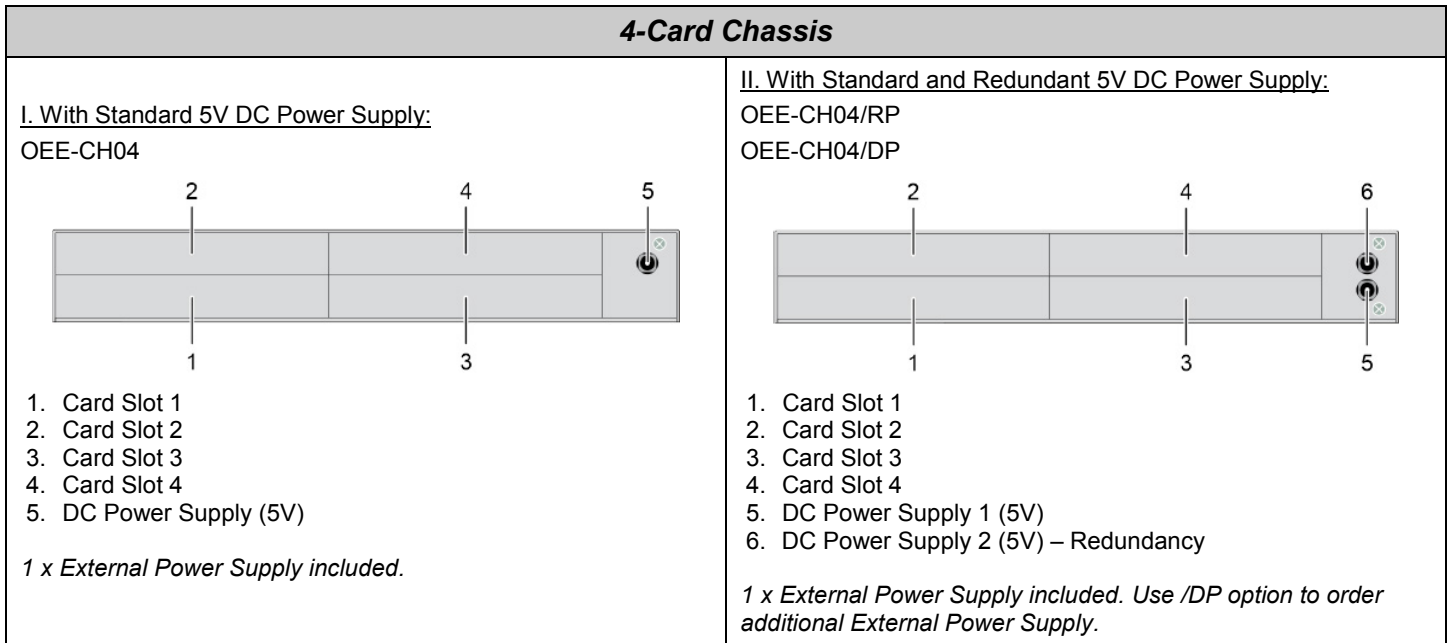 4-Card Chassis
I. With Standard 5V DC Power Supply:
OEE-CH04
2 4 5
1 3
1. Card Slot 1
2. Card Slot 2
3. Card Slot 3
4. Card Slot 4
5. DC Power Supply (5V)
1 x External Power Supply included.
II. With Standard and Redundant 5V DC Power Supply:
OEE-CH04/RP
OEE-CH04/DP
2 4 6
1 3 5
1. Card Slot 1
2. Card Slot 2
3. Card Slot 3
4. Card Slot 4
5. DC Power Supply 1 (5V)
6. DC Power Supply 2 (5V) – Redundancy
1 x External Power Supply included. Use /DP option to order
additional External Power Supply.